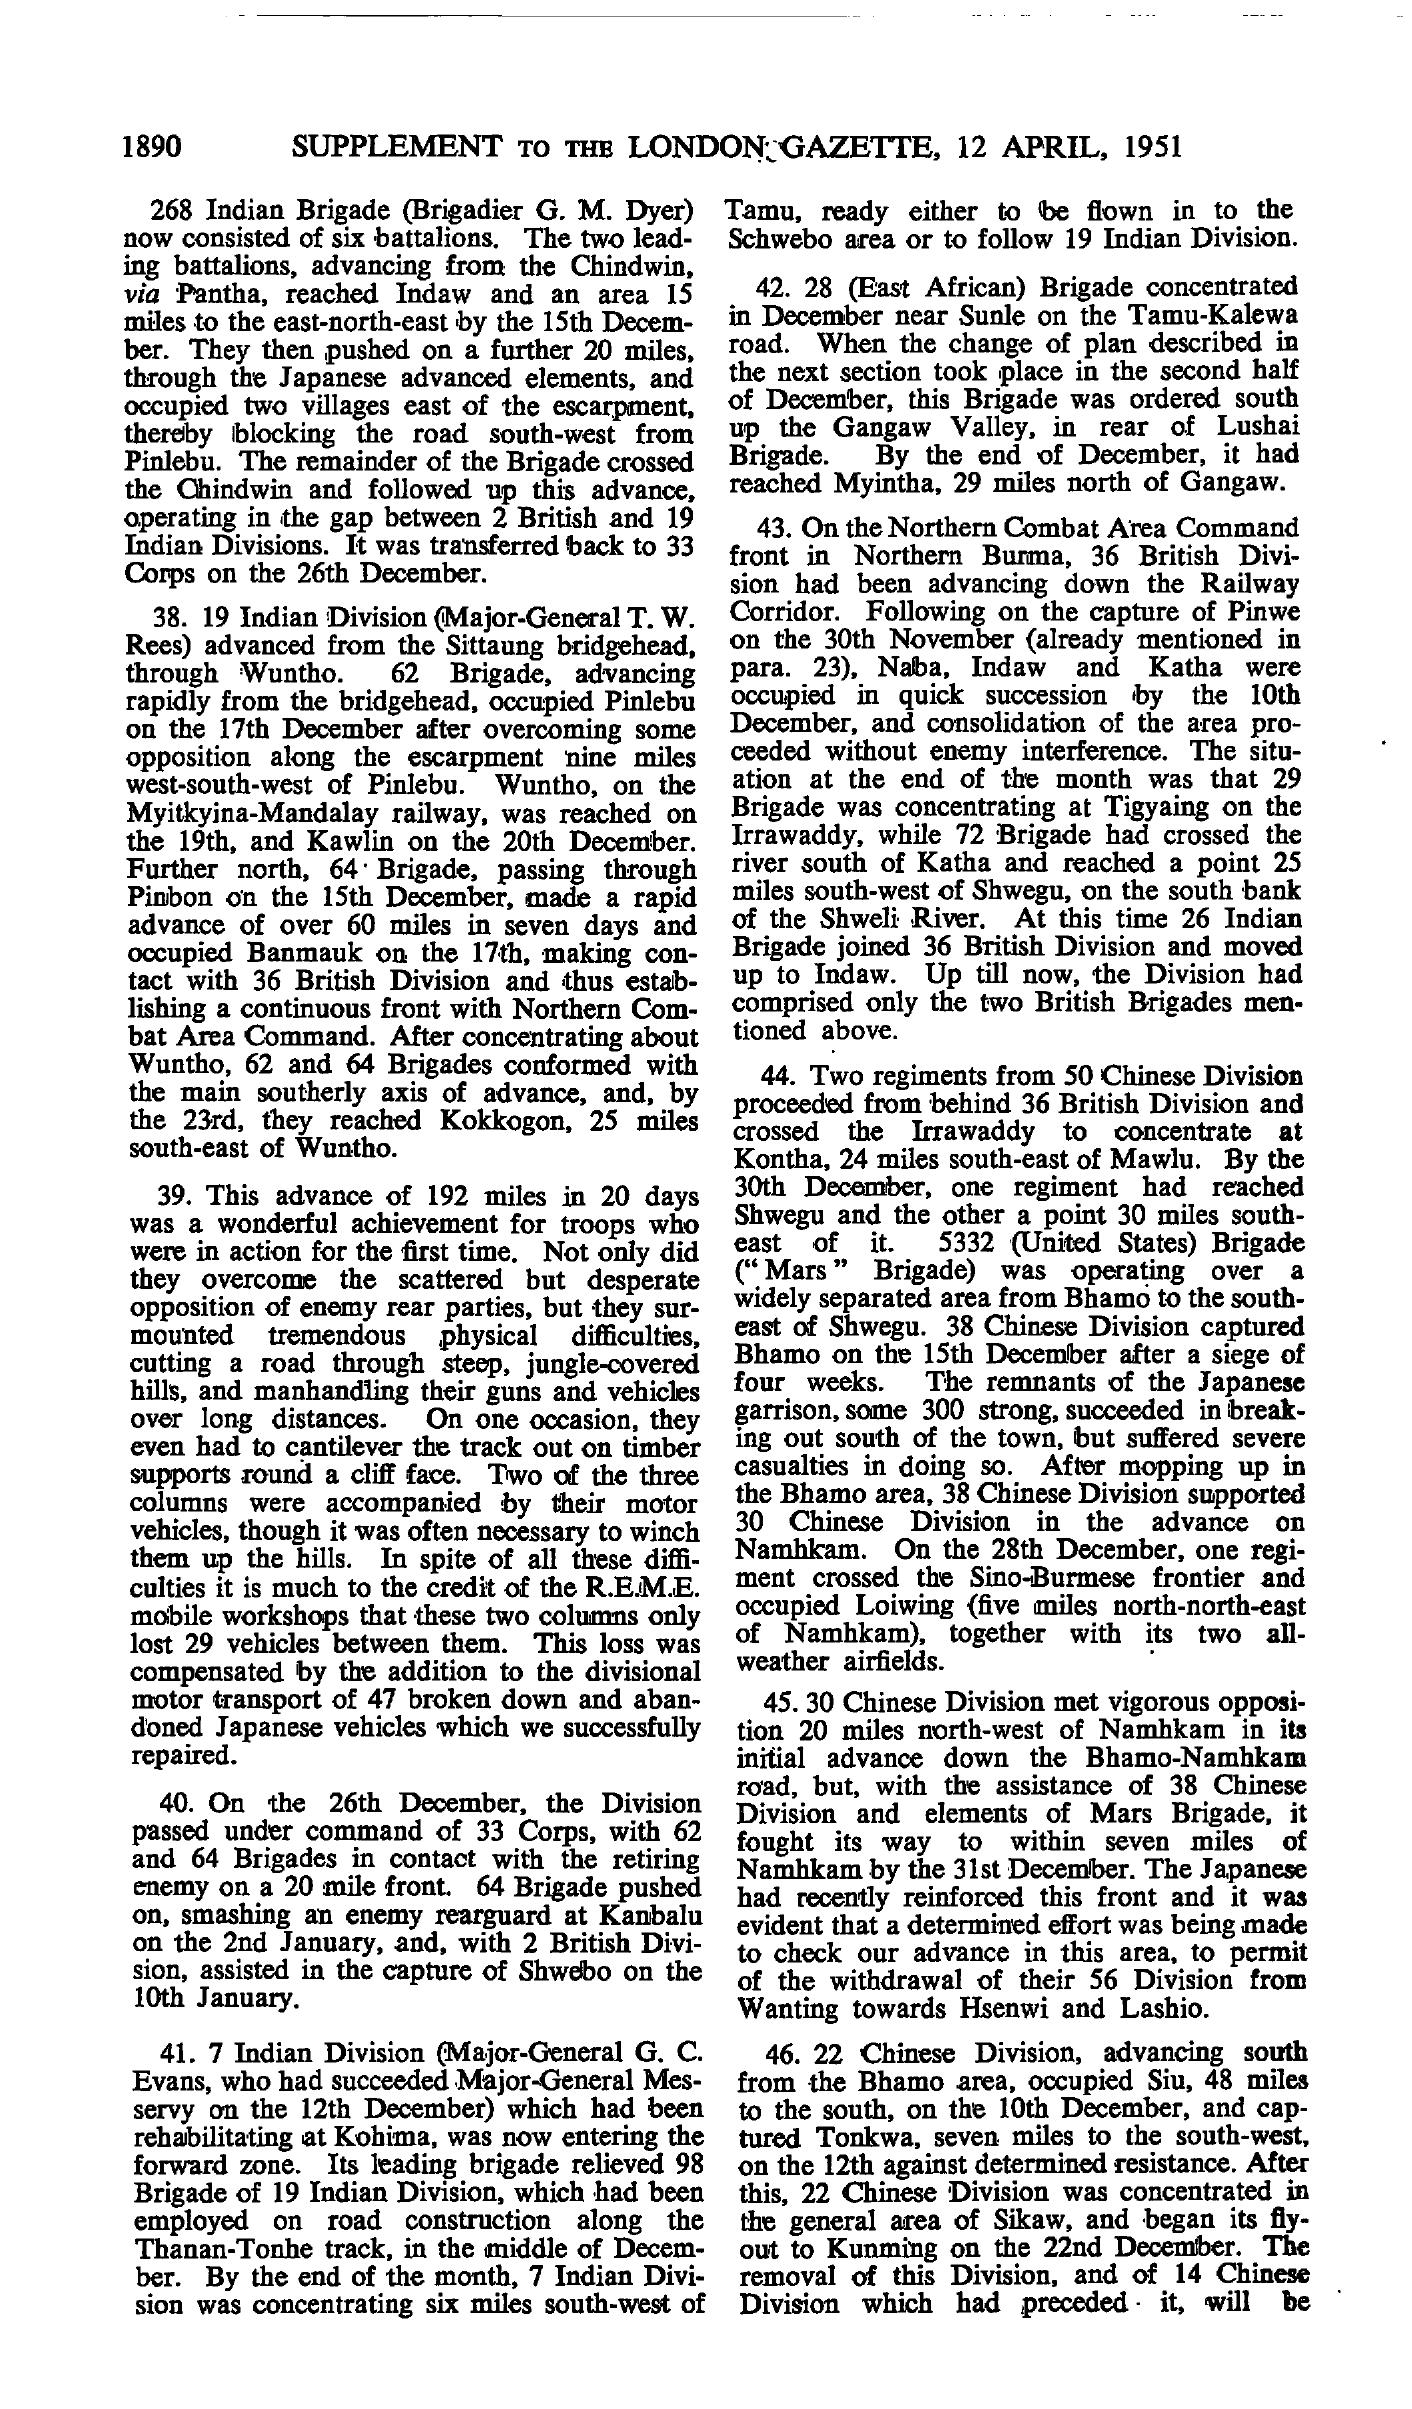 1890 SUPPLEMENT TO THE LONDON GAZETTE, 12 APRIL, 1951
268 Indian Brigade (Brigadier G. M. Dyer)
now consisted of six battalions. The two lead-
ing battalions, advancing from the Chindwin,
via Pantha, reached Indaw and an area 15
miles to the east-north-east by the 15th Decem-
ber. They then pushed on a further 20 miles,
through the Japanese advanced elements, and
occupied two villages east of the escarpment,
thereby blocking the road south-west from
Pinlebu. The remainder of the Brigade crossed
the Chindwin and followed up this advance,
operating in the gap between 2 British and 19
Indian Divisions. It was transferred back to 33
Corps on the 26th December.
38. 19 Indian Division (Major-General T. W.
Rees) advanced from the Sittaung bridgehead,
through Wuntho. 62 Brigade, advancing
rapidly from the bridgehead, occupied Pinlebu
on the 17th December after overcoming some
opposition along the escarpment nine miles
west-south-west of Pinlebu. Wuntho, on the
Myitkyina-Mandalay railway, was reached on
the 19th, and Kawlin on the 20th December.
Further north, 64 Brigade, passing through
Pinbon on the 15th December, made a rapid
advance of over 60 miles in seven days and
occupied Banmauk on the 17th, making con-
tact with 36 British Division and thus estab-
lishing a continuous front with Northern Com-
bat Area Command. After concentrating about
Wuntho, 62 and 64 Brigades conformed with
the main southerly axis of advance, and, by
the 23rd, they reached Kokkogon, 25 miles
south-east of Wuntho.
39. This advance of 192 miles in 20 days
was a wonderful achievement for troops who
were in action for the first time. Not only did
they overcome the scattered but desperate
opposition of enemy rear parties, but they sur-
mounted tremendous physical difficulties,
cutting a road through steep, jungle-covered
hills, and manhandling their guns and vehicles
over long distances. On one occasion, they
even had to cantilever the track out on timber
supports round a cliff face. Two of the three
columns were accompanied by their motor
vehicles, though it was often necessary to winch
them up the hills. In spite of all these diffi-
culties it is much to the credit of the R.E.M.E.
mobile workshops that these two columns only
lost 29 vehicles between them. This loss was
compensated by the addition to the divisional
motor transport of 47 broken down and aban-
doned Japanese vehicles which we successfully
repaired.
40. On the 26th December, the Division
passed under command of 33 Corps, with 62
and 64 Brigades in contact with the retiring
enemy on a 20 mile front. 64 Brigade pushed
on, smashing an enemy rearguard at Kanbalu
on the 2nd January, and, with 2 British Divi-
sion, assisted in the capture of Shwebo on the
10th January.
41. 7 Indian Division (Major-General G. C.
Evans, who had succeeded Major-General Mes-
servy on the 12th December) which had been
rehabilitating at Kohima, was now entering the
forward zone. Its leading brigade relieved 98
Brigade of 19 Indian Division, which had been
employed on road construction along the
Thanan-Tonhe track, in the middle of Decem-
ber. By the end of the month, 7 Indian Divi-
sion was concentrating six miles south-west of
Tamu, ready either to be flown in to the
Schwebo area or to follow 19 Indian Division.
42. 28 (East African) Brigade concentrated
in December near Sunle on the Tamu-Kalewa
road. When the change of plan described in
the next section took place in the second half
of December, this Brigade was ordered south
up the Gangaw Valley, in rear of Lushai
Brigade. By the end of December, it had
reached Myintha, 29 miles north of Gangaw.
43. On the Northern Combat Area Command
front in Northern Burma, 36 British Divi-
sion had been advancing down the Railway
Corridor. Following on the capture of Pinwe
on the 30th November (already mentioned in
para. 23), Naba, Indaw and Katha were
occupied in quick succession by the 10th
December, and consolidation of the area pro-
ceeded without enemy interference. The situ-
ation at the end of the month was that 29
Brigade was concentrating at Tigyaing on the
Irrawaddy, while 72 Brigade had crossed the
river south of Katha and reached a point 25
miles south-west of Shwegu, on the south bank
of the Shweli River. At this time 26 Indian
Brigade joined 36 British Division and moved
up to Indaw. Up till now, the Division had
comprised only the two British Brigades men-
tioned above.
44. Two regiments from 50 Chinese Division
proceeded from behind 36 British Division and
crossed the Irrawaddy to concentrate at
Kontha, 24 miles south-east of Mawlu. By the
30th December, one regiment had reached
Shwegu and the other a point 30 miles south-
east of it. 5332 (United States) Brigade
("Mars" Brigade) was operating over a
widely separated area from Bhamo to the south-
east of Shwegu. 38 Chinese Division captured
Bhamo on the 15th December after a siege of
four weeks. The remnants of the Japanese
garrison, some 300 strong, succeeded in break-
ing out south of the town, but suffered severe
casualties in doing so. After mopping up in
the Bhamo area, 38 Chinese Division supported
30 Chinese Division in the advance on
Namhkam. On the 28th December, one regi-
ment crossed the Sino-Burmese frontier and
occupied Loiwing (five miles north-north-east
of Namhkam), together with its two all-
weather airfields.
45. 30 Chinese Division met vigorous opposi-
tion 20 miles north-west of Namhkam in its
initial advance down the Bhamo-Namhkam
road, but, with the assistance of 38 Chinese
Division and elements of Mars Brigade, it
fought its way to within seven miles of
Namhkam by the 31st December. The Japanese
had recently reinforced this front and it was
evident that a determined effort was being made
to check our advance in this area, to permit
of the withdrawal of their 56 Division from
Wanting towards Hsenwi and Lashio.
46. 22 Chinese Division, advancing south
from the Bhamo area, occupied Siu, 48 miles
to the south, on the 10th December, and cap-
tured Tonkwa, seven miles to the south-west,
on the 12th against determined resistance. After
this, 22 Chinese Division was concentrated in
the general area of Sikaw, and began its fly-
out to Kunming on the 22nd December. The
removal of this Division, and of 14 Chinese
Division which had preceded it, will be